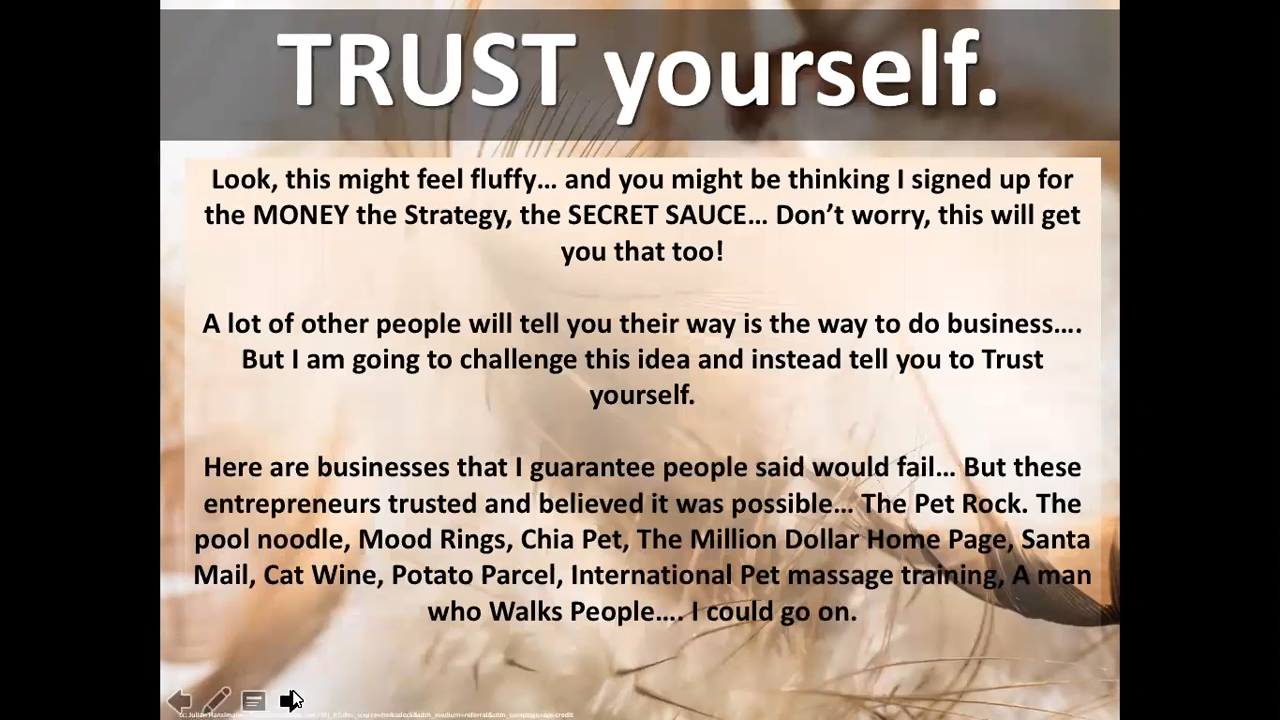 TRUST yourself.
Look, this might feel fluffy… and you might be thinking I signed up for
the MONEY the Strategy, the SECRET SAUCE… Don’t worry, this will get
you that too!
A lot of other people will tell you their way is the way to do business….
But I am going to challenge this idea and instead tell you to Trust
yourself.
Here are businesses that I guarantee people said would fail… But these
entrepreneurs trusted and believed it was possible… The Pet Rock. The
pool noodle, Mood Rings, Chia Pet, The Million Dollar Home Page, Santa
Mail, Cat Wine, Potato Parcel, International Pet massage training, A man
who Walks People…. I could go on.